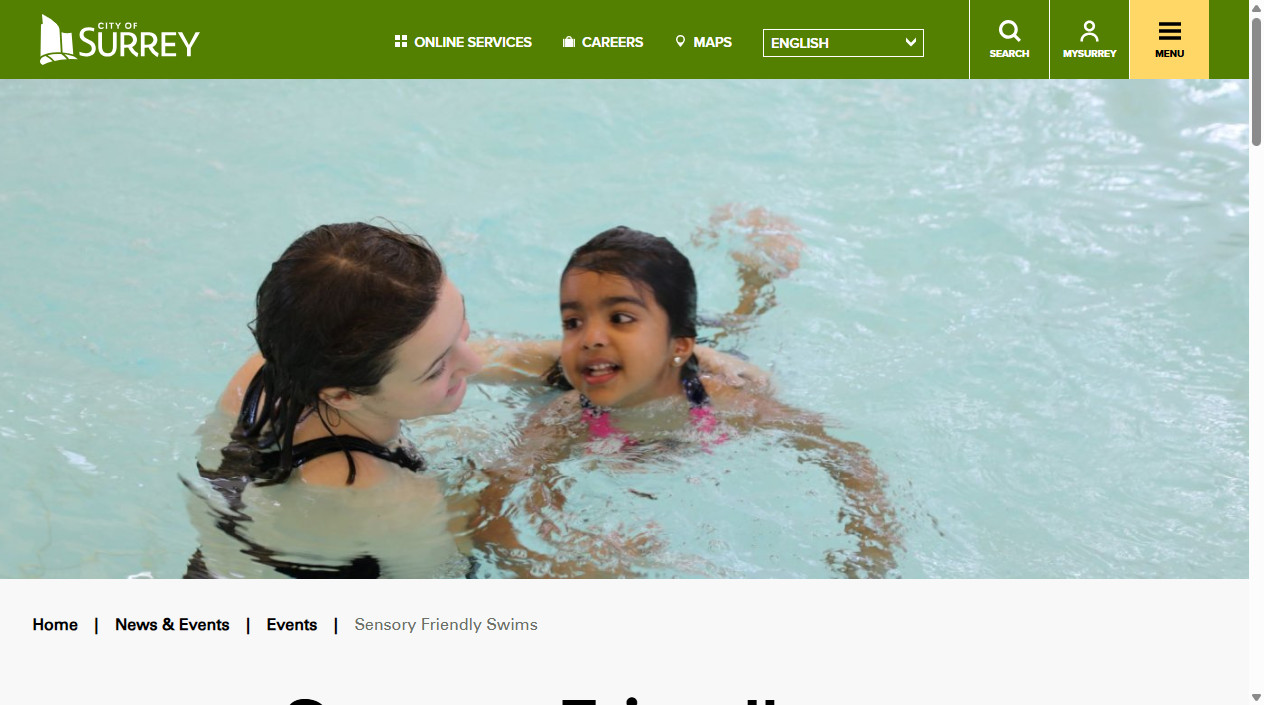 CITY OF
SURREY
ONLINE SERVICES
CAREERS
MAPS
ENGLISH
SEARCH
MYSURREY
MENU
Home | News & Events | Events | Sensory Friendly Swims